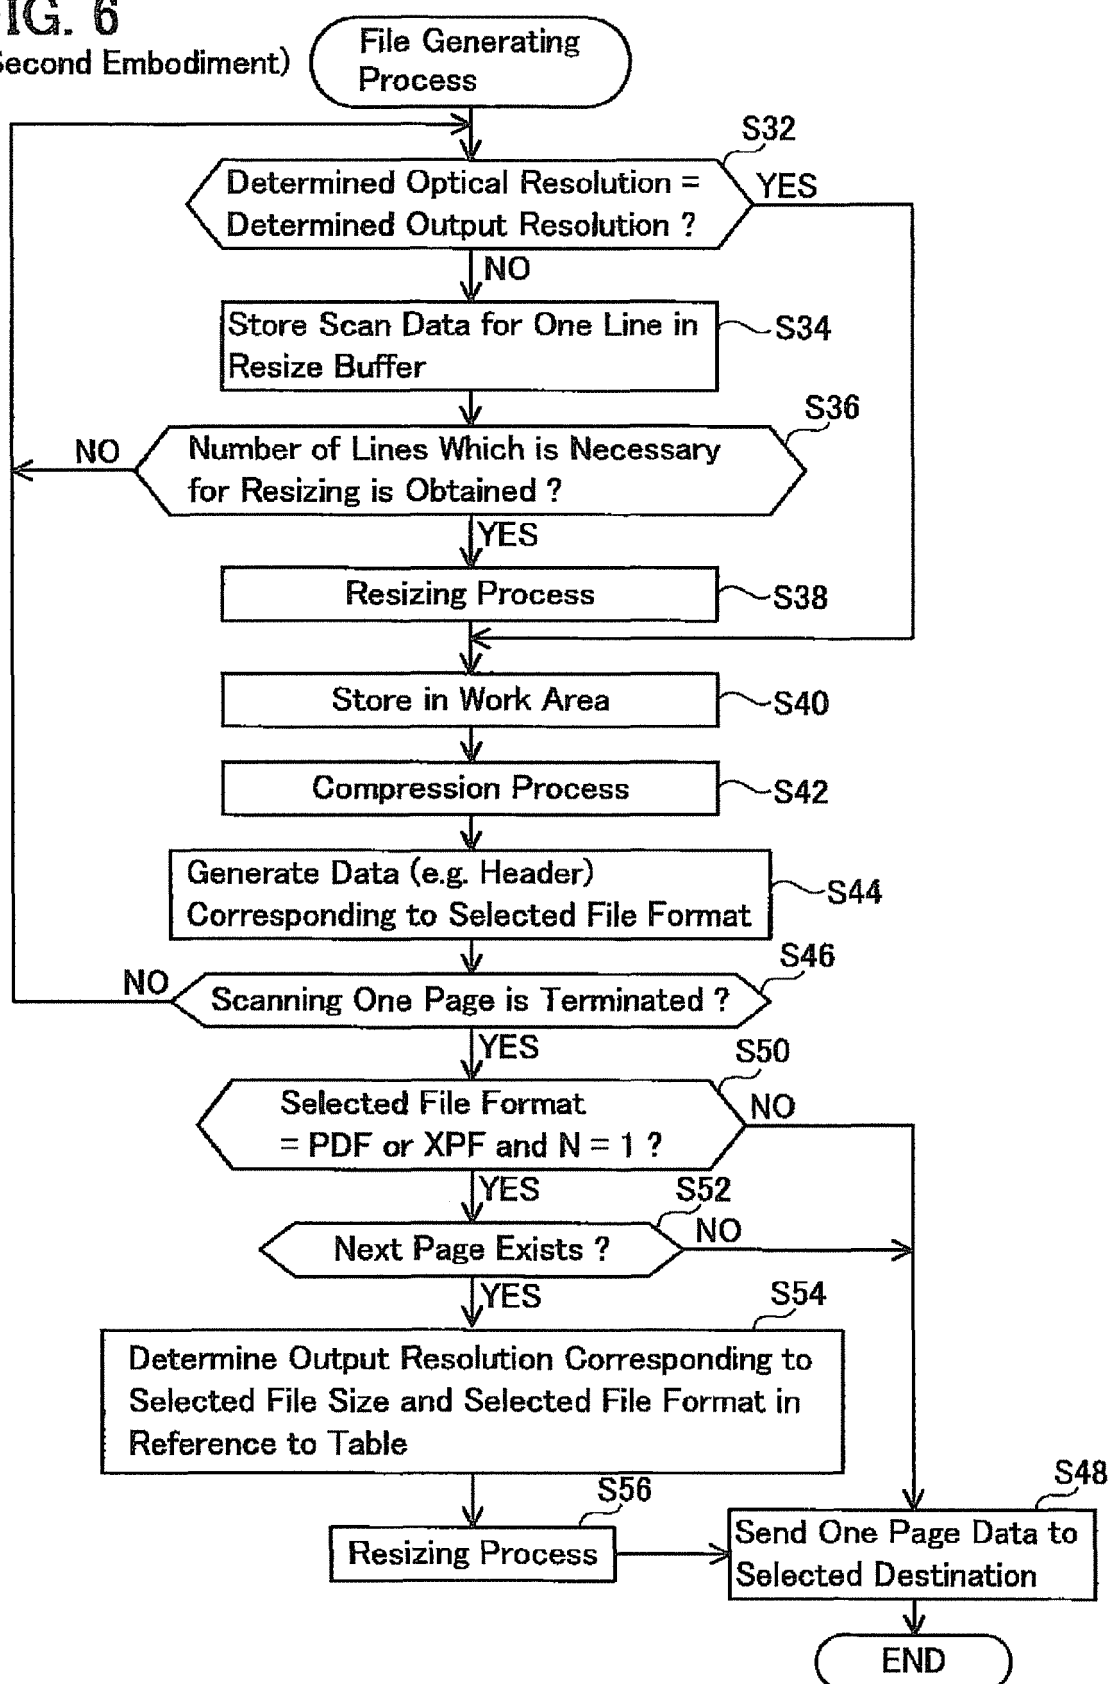 FIG. 6
Second Embodiment)
File Generating
Process
S32
Determined Optical Resolution =
Determined Output Resolution ?
YES
NO
Store Scan Data for One Line in
Resize Buffer
S34
S36
Number of Lines Which is Necessary
for Resizing is Obtained ?
NO
YES
Resizing Process
S38
Store in Work Area
S40
Compression Process
S42
Generate Data (e.g. Header)
Corresponding to Selected File Format
S44
S46
NO
Scanning One Page is Terminated ?
YES
S50
Selected File Format
= PDF or XPF and N = 1 ?
NO
YES
S52
Next Page Exists ?
NO
YES
S54
Determine Output Resolution Corresponding to
Selected File Size and Selected File Format in
Reference to Table
S56
Resizing Process
S48
Send One Page Data to
Selected Destination
END